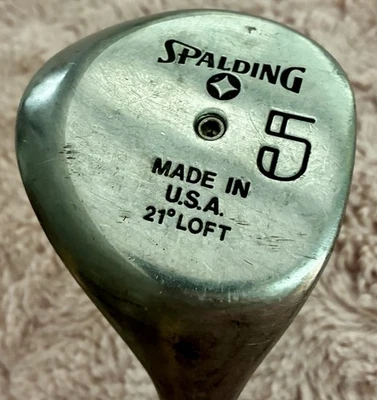 SPALDING
5
MADE IN
U.S.A.
21° LOFT